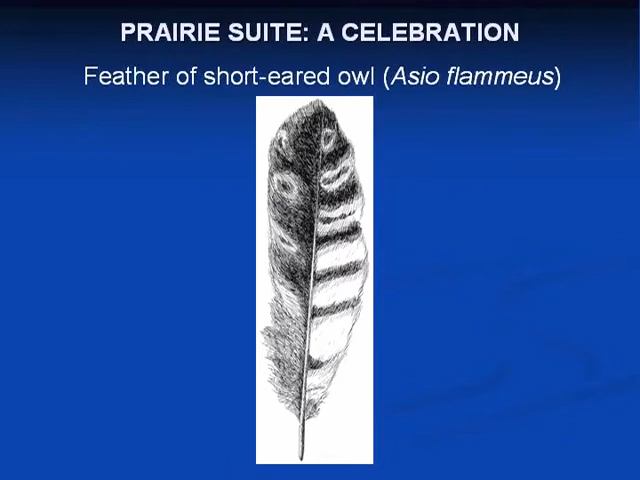 PRAIRIE SUITE: A CELEBRATION
Feather of short-eared owl (Asio flammeus)